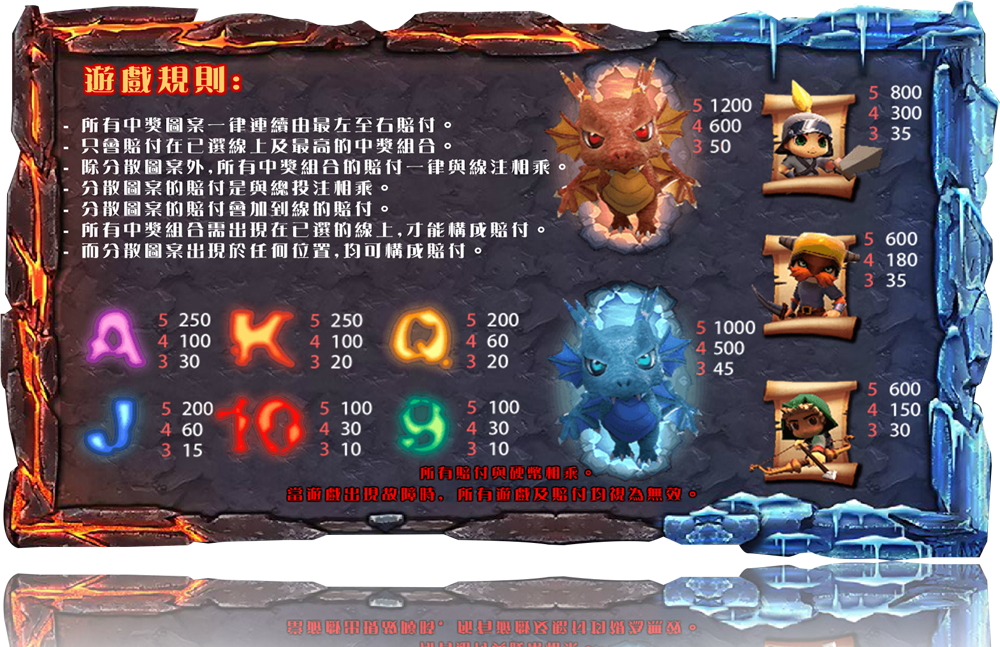 遊戲規則:
- 所有中獎圖案一律連續由最左至右賠付。
- 只會賠付在已選線上及最高的中獎組合。
- 除分散圖案外,所有中獎組合的賠付一律與線注相乘。
- 分散圖案的賠付是與總投注相乘。
- 分散圖案的賠付會加到線的賠付。
- 所有中獎組合需出現在已選的線上,才能構成賠付。
- 而分散圖案出現於任何位置,均可構成賠付。
5 1200
4 600
3 50
5 800
4 300
3 35
5 600
4 180
3 35
A
5 250
4 100
3 30
K
5 250
4 100
3 20
Q
5 200
4 60
3 20
5 1000
4 500
3 45
J
5 200
4 60
3 15
10
5 100
4 30
3 10
9
5 100
4 30
3 10
5 600
4 150
3 30
所有賠付與硬幣相乘。
當遊戲出現故障時, 所有遊戲及賠付均視為無效。